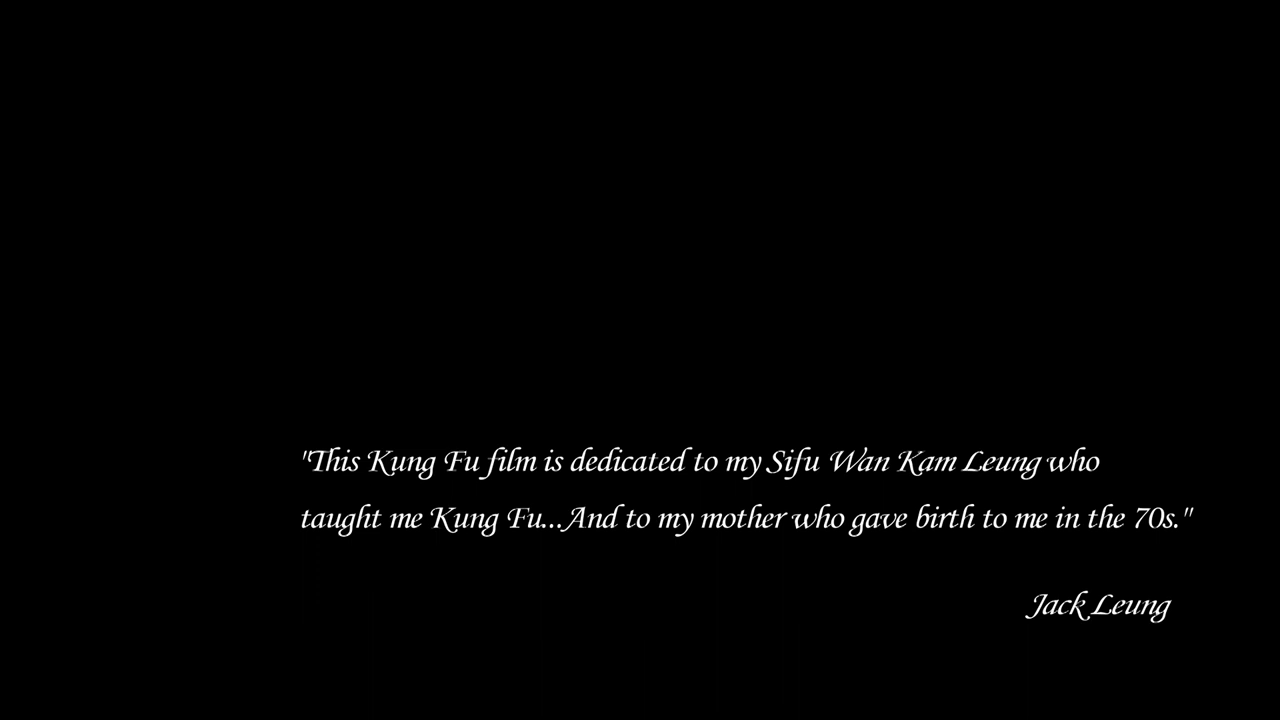 "This Kung Fu film is dedicated to my Sifu Wan Kam Leung who
taught me Kung Fu...And to my mother who gave birth to me in the 70s."
Jack Leung